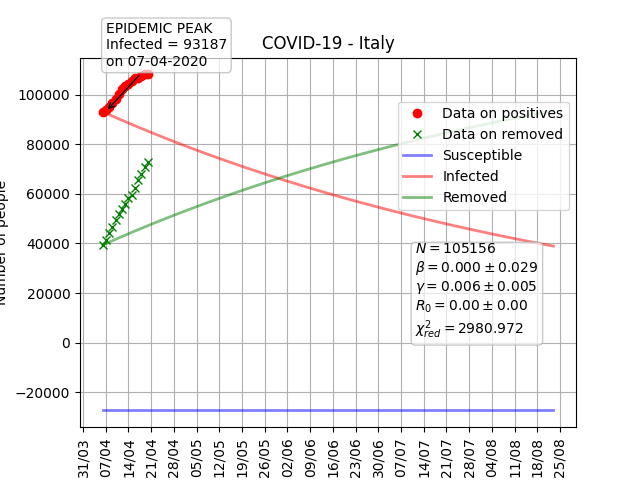 EPIDEMIC PEAK
Infected = 93187
on 07-04-2020
COVID-19 - Italy
Number of people
100000
80000
60000
40000
20000
0
−20000
Data on positives
Data on removed
Susceptible
Infected
Removed
N = 105156
β = 0.000 ± 0.029
γ = 0.006 ± 0.005
R₀ = 0.00 ± 0.00
χ²_red = 2980.972
31/03
07/04
14/04
21/04
28/04
05/05
12/05
19/05
26/05
02/06
09/06
16/06
23/06
30/06
07/07
14/07
21/07
28/07
04/08
11/08
18/08
25/08